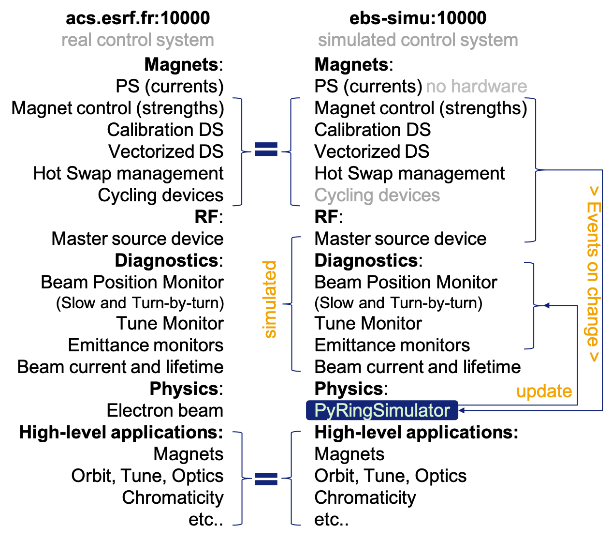 acs.esrf.fr:10000
real control system
Magnets:
PS (currents)
Magnet control (strengths)
Calibration DS
Vectorized DS
Hot Swap management
Cycling devices
RF:
Master source device
Diagnostics:
Beam Position Monitor
(Slow and Turn-by-turn)
Tune Monitor
Emittance monitors
Beam current and lifetime
Physics:
Electron beam
High-level applications:
Magnets
Orbit, Tune, Optics
Chromaticity
etc..
=
simulated
=
ebs-simu:10000
simulated control system
Magnets:
PS (currents) no hardware
Magnet control (strengths)
Calibration DS
Vectorized DS
Hot Swap management
Cycling devices
RF:
Master source device
Diagnostics:
Beam Position Monitor
(Slow and Turn-by-turn)
Tune Monitor
Emittance monitors
Beam current and lifetime
Physics:
PyRingSimulator
High-level applications:
Magnets
Orbit, Tune, Optics
Chromaticity
etc..
update
> Events on change >